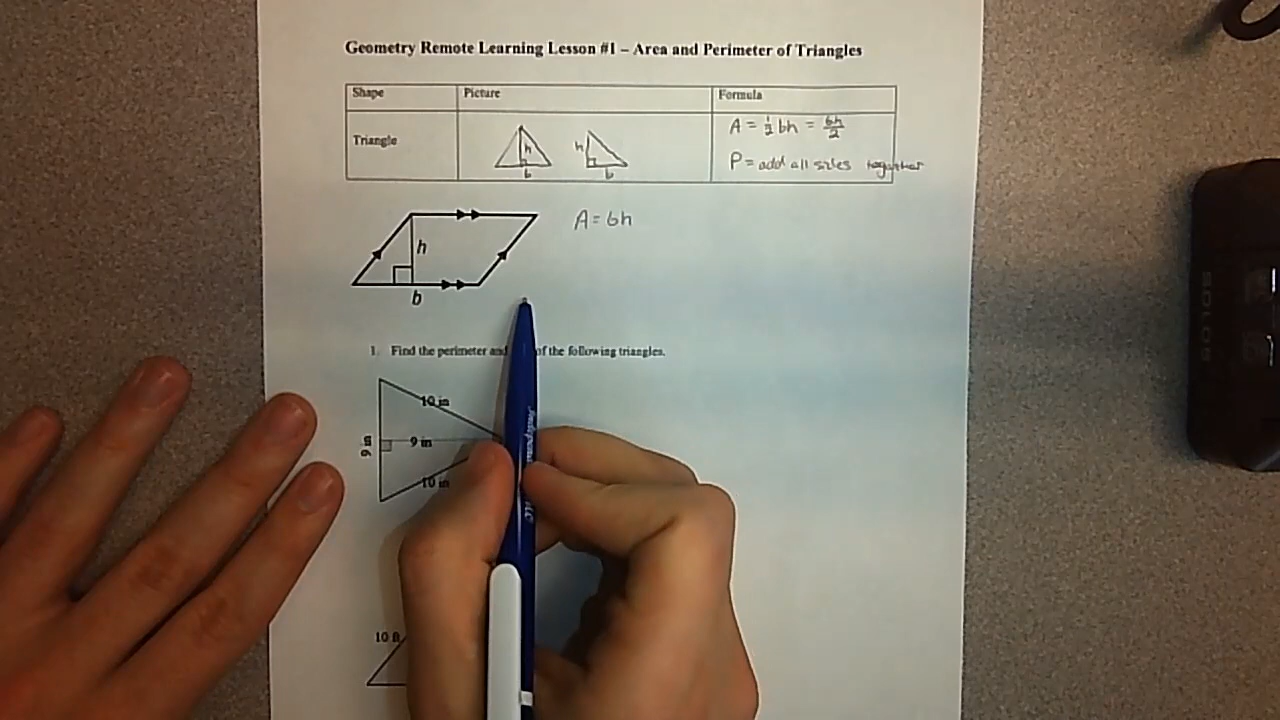 Geometry Remote Learning Lesson #1 – Area and Perimeter of Triangles
Shape Picture Formula
Triangle
h
b
h
b
A = ½ bh = bh/2
P = add all sides together
h
b
A = bh
1. Find the perimeter and of the following triangles.
10 in
9 in
9 in
10 in
10 ft
SOLOS